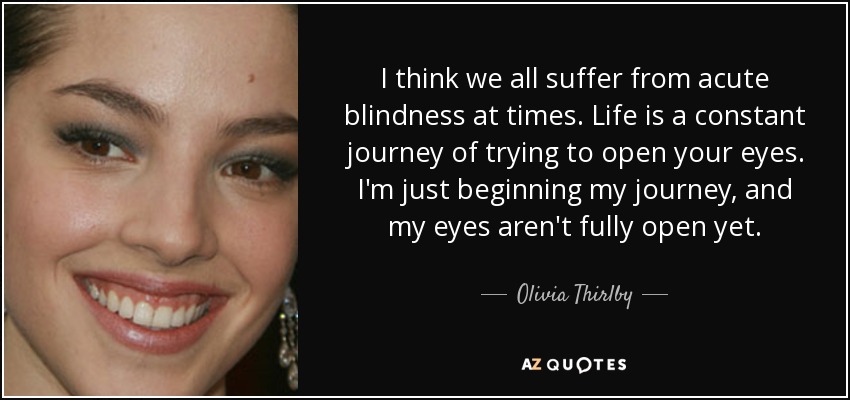 I think we all suffer from acute
blindness at times. Life is a constant
journey of trying to open your eyes.
I'm just beginning my journey, and
my eyes aren't fully open yet.
Olivia Thirlby
AZ QUOTES